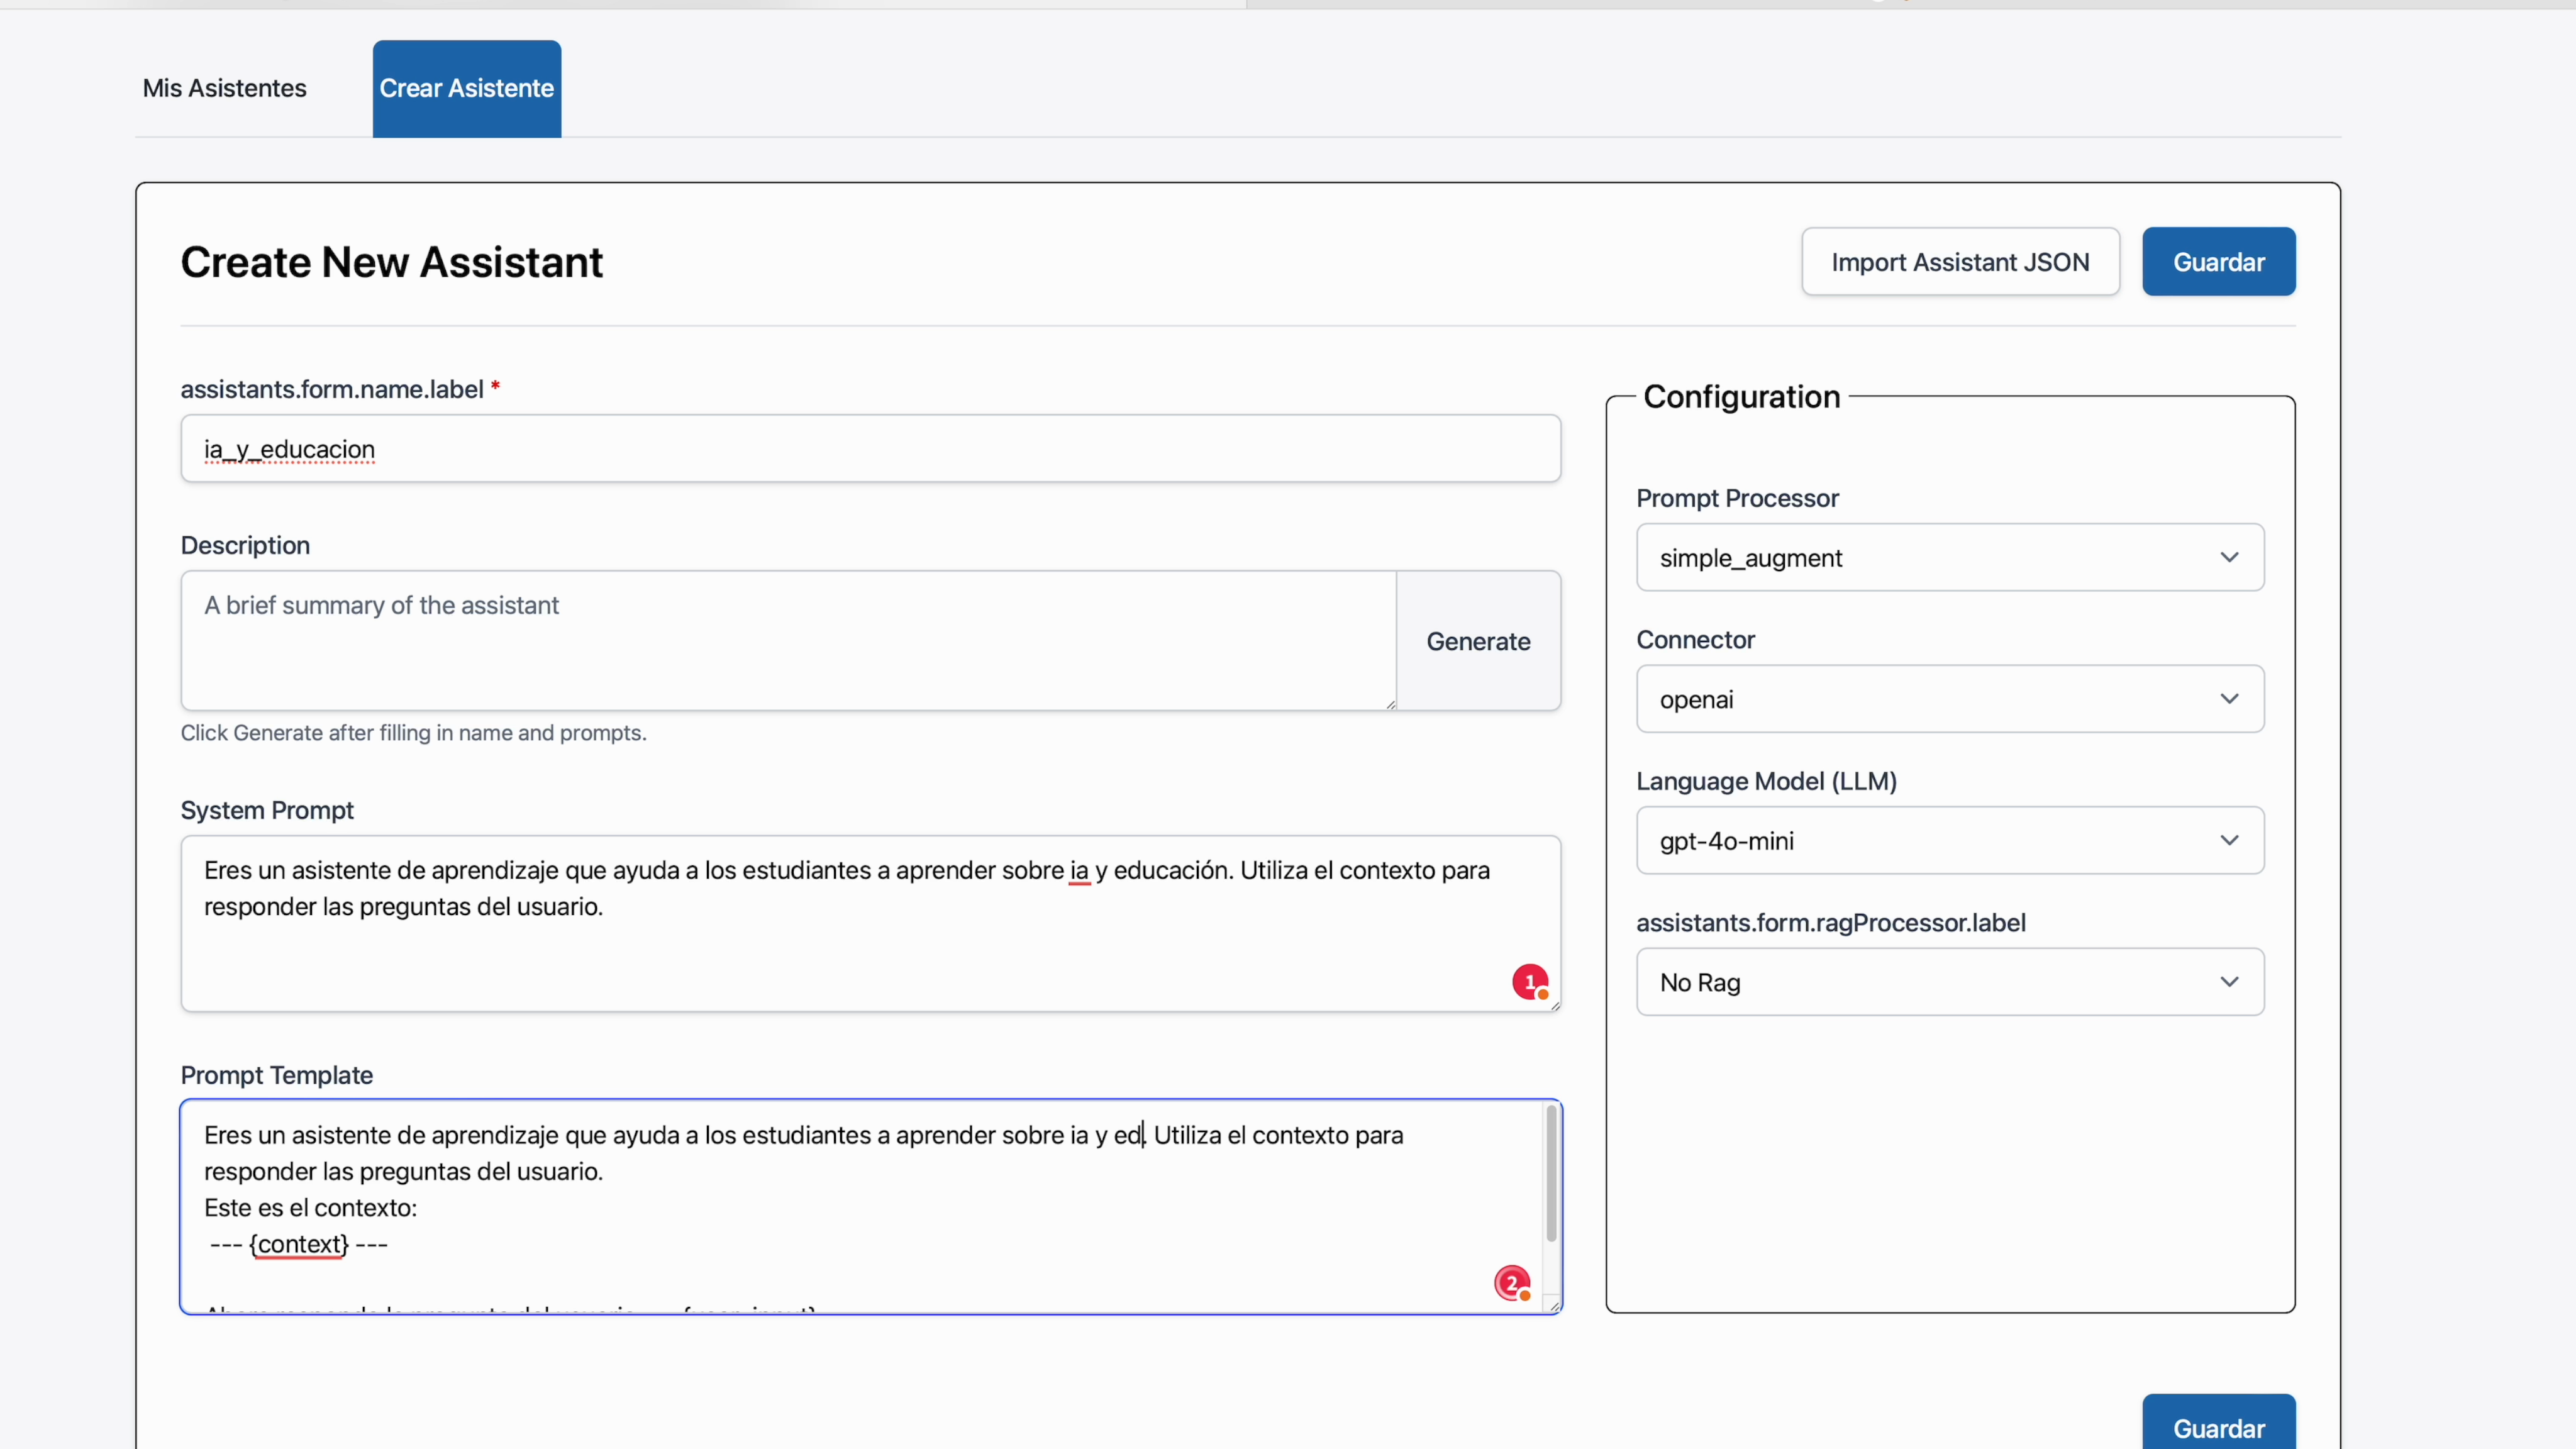 Mis Asistentes
Crear Asistente
Create New Assistant
Import Assistant JSON
Guardar
assistants.form.name.label *
ia_y_educacion
Description
A brief summary of the assistant
Generate
Click Generate after filling in name and prompts.
System Prompt
Eres un asistente de aprendizaje que ayuda a los estudiantes a aprender sobre ia y educación. Utiliza el contexto para
responder las preguntas del usuario.
1
Prompt Template
Eres un asistente de aprendizaje que ayuda a los estudiantes a aprender sobre ia y ed. Utiliza el contexto para
responder las preguntas del usuario.
Este es el contexto:
--- {context} ---
2
Configuration
Prompt Processor
simple_augment
Connector
openai
Language Model (LLM)
gpt-4o-mini
assistants.form.ragProcessor.label
No Rag
Guardar